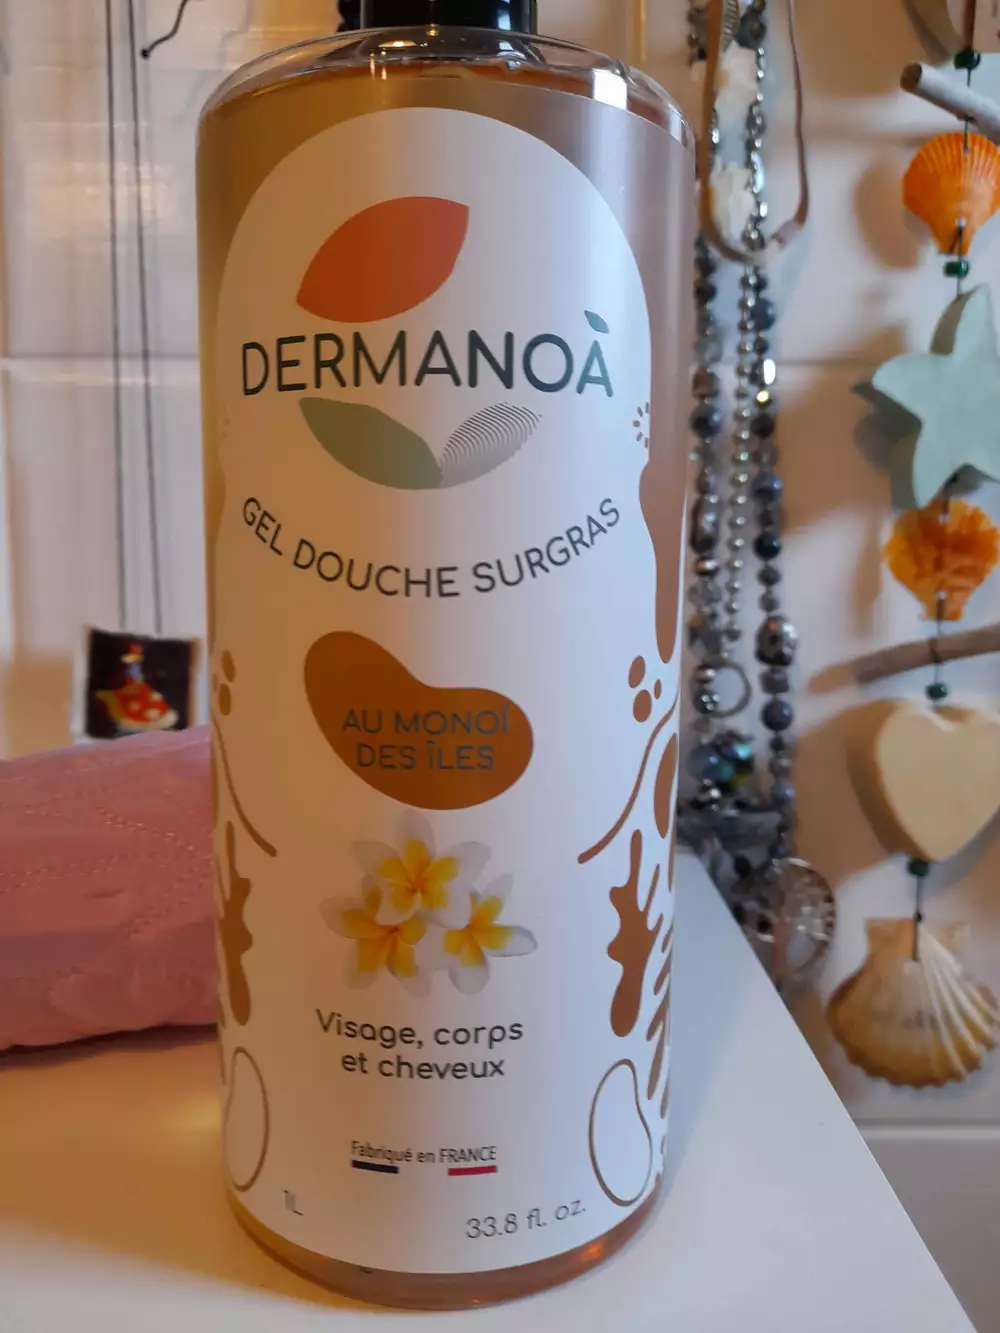 DERMANOÀ
GEL DOUCHE SURGRAS
AU MONOÏ
DES ÎLES
Visage, corps
et cheveux
Fabriqué en FRANCE
1L
33.8 fl. oz.